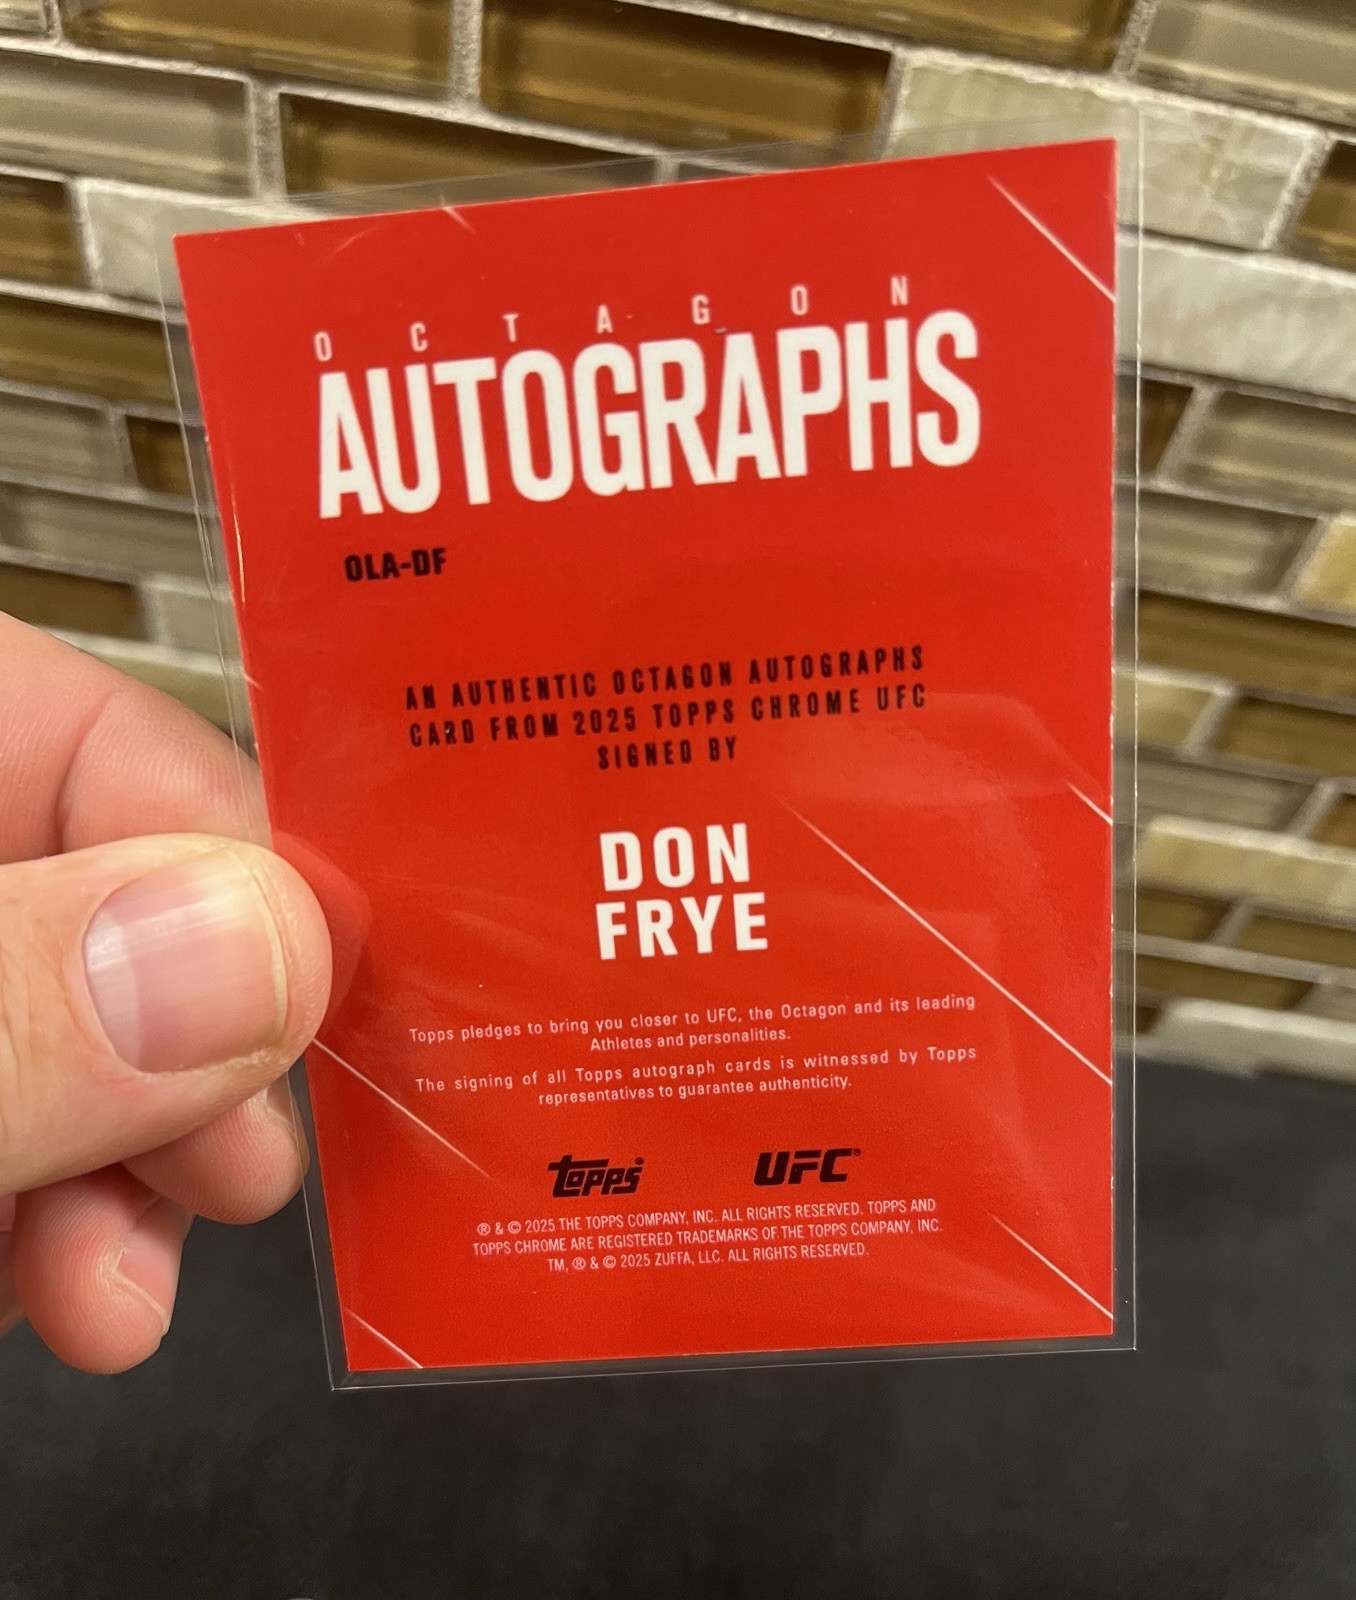 OCTAGON
AUTOGRAPHS
OLA-DF
AN AUTHENTIC OCTAGON AUTOGRAPHS
CARD FROM 2025 TOPPS CHROME UFC
SIGNED BY
DON
FRYE
Topps pledges to bring you closer to UFC, the Octagon and its leading
Athletes and personalities.
The signing of all Topps autograph cards is witnessed by Topps
representatives to guarantee authenticity.
topps® UFC®
® & © 2025 THE TOPPS COMPANY, INC. ALL RIGHTS RESERVED. TOPPS AND
TOPPS CHROME ARE REGISTERED TRADEMARKS OF THE TOPPS COMPANY, INC.
TM, ® & © 2025 ZUFFA, LLC. ALL RIGHTS RESERVED.